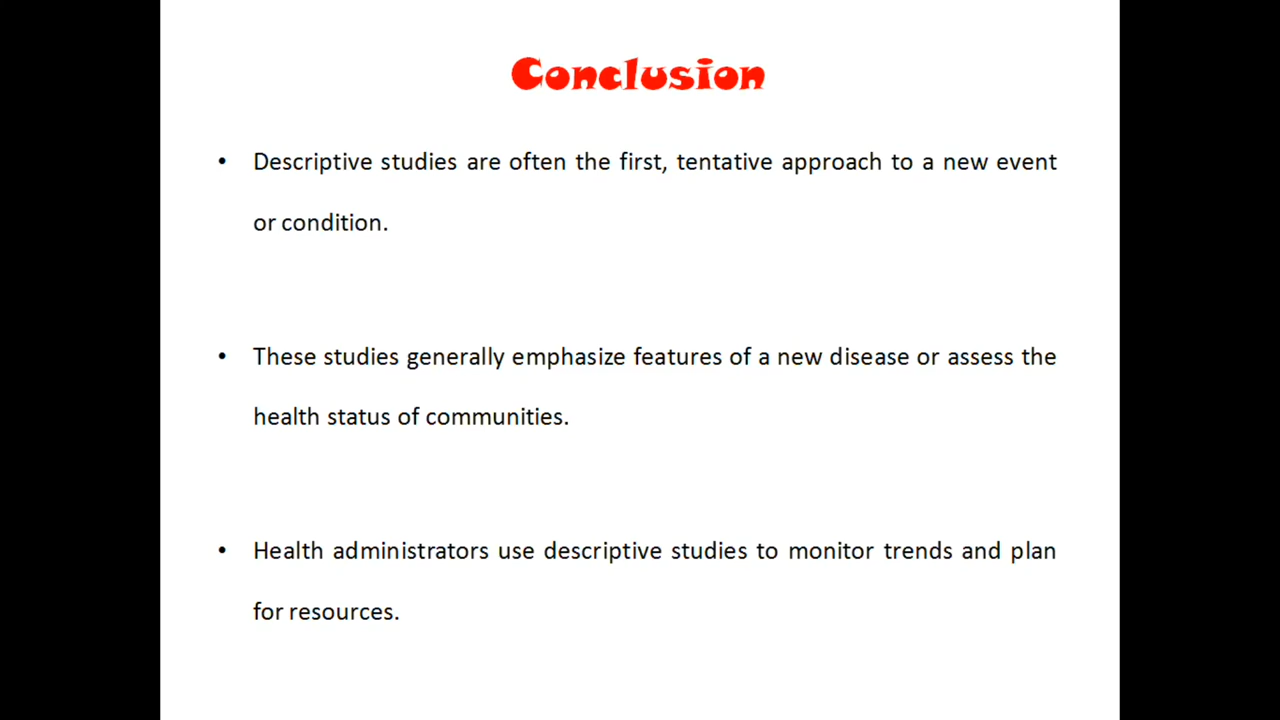 Conclusion
• Descriptive studies are often the first, tentative approach to a new event
or condition.
• These studies generally emphasize features of a new disease or assess the
health status of communities.
• Health administrators use descriptive studies to monitor trends and plan
for resources.